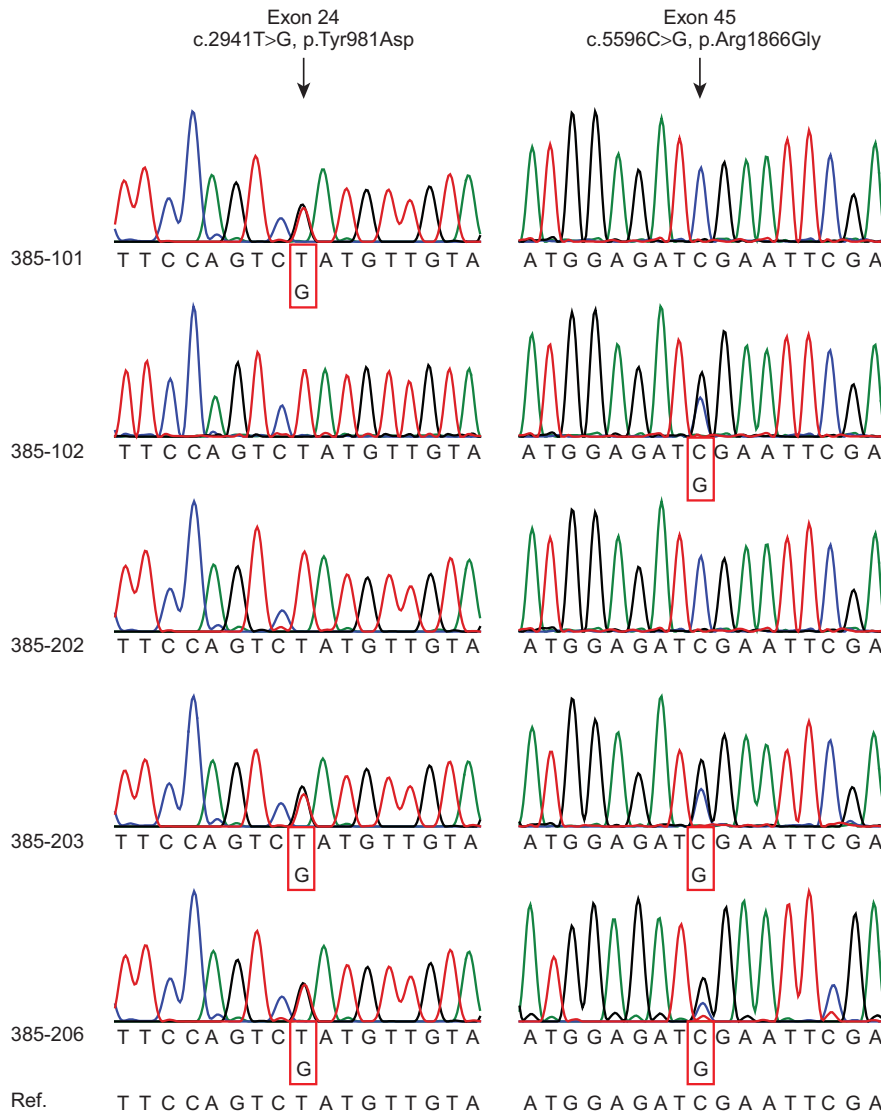 Exon 24 Exon 45
c.2941T>G, p.Tyr981Asp c.5596C>G, p.Arg1866Gly
385-101 T T C C A G T C T A T G T T G T A A T G G A G A T C G A A T T C G A
G
385-102 T T C C A G T C T A T G T T G T A A T G G A G A T C G A A T T C G A
G
385-202 T T C C A G T C T A T G T T G T A A T G G A G A T C G A A T T C G A
385-203 T T C C A G T C T A T G T T G T A A T G G A G A T C G A A T T C G A
G G
385-206 T T C C A G T C T A T G T T G T A A T G G A G A T C G A A T T C G A
G G
Ref. T T C C A G T C T A T G T T G T A A T G G A G A T C G A A T T C G A